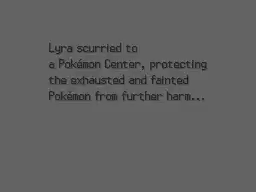 Lyra scurried to
a Pokémon Center, protecting
the exhausted and fainted
Pokémon from further harm...